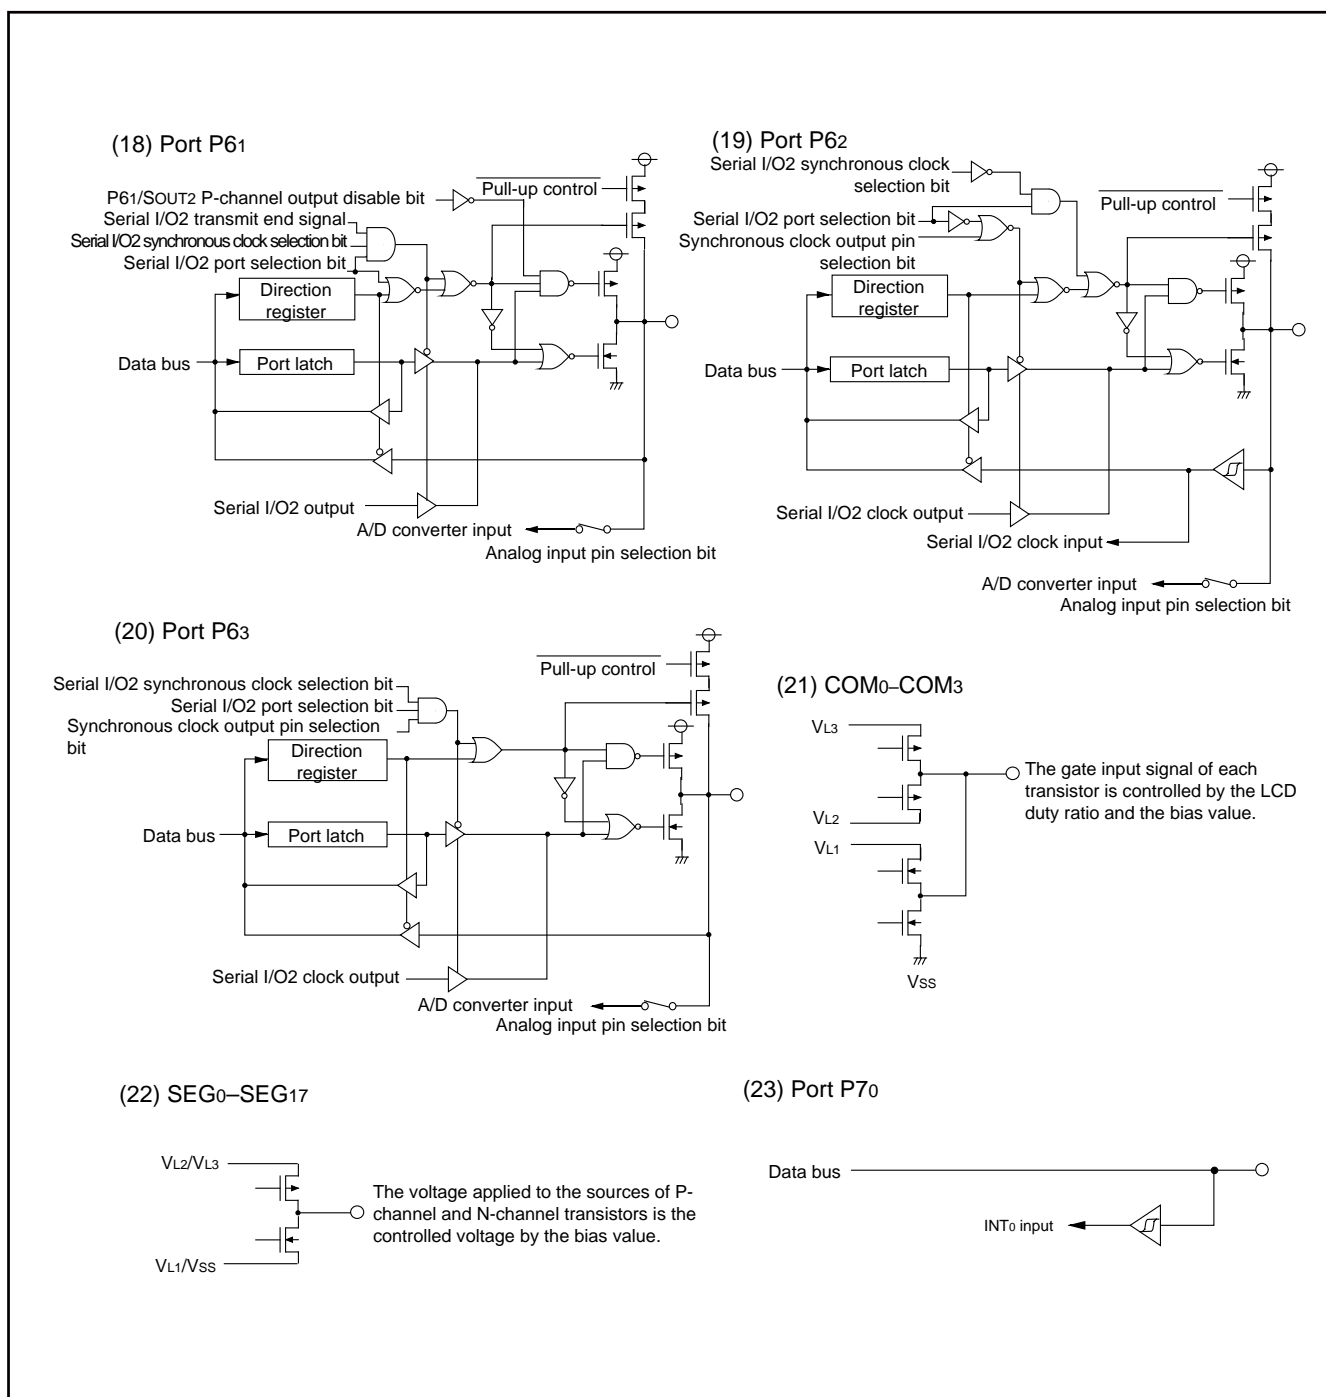 (18) Port P61
P61/SOUT2 P-channel output disable bit
Serial I/O2 transmit end signal
Serial I/O2 synchronous clock selection bit
Serial I/O2 port selection bit
Pull-up control
Direction
register
Data bus
Port latch
Serial I/O2 output
A/D converter input
Analog input pin selection bit
(19) Port P62
Serial I/O2 synchronous clock
selection bit
Pull-up control
Serial I/O2 port selection bit
Synchronous clock output pin
selection bit
Direction
register
Data bus
Port latch
Serial I/O2 clock output
Serial I/O2 clock input
A/D converter input
Analog input pin selection bit
(20) Port P63
Pull-up control
Serial I/O2 synchronous clock selection bit
Serial I/O2 port selection bit
Synchronous clock output pin selection
bit
Direction
register
Data bus
Port latch
Serial I/O2 clock output
A/D converter input
Analog input pin selection bit
(21) COM0–COM3
VL3
VL2
VL1
VSS
The gate input signal of each
transistor is controlled by the LCD
duty ratio and the bias value.
(22) SEG0–SEG17
VL2/VL3
VL1/VSS
The voltage applied to the sources of P-
channel and N-channel transistors is the
controlled voltage by the bias value.
(23) Port P70
Data bus
INT0 input